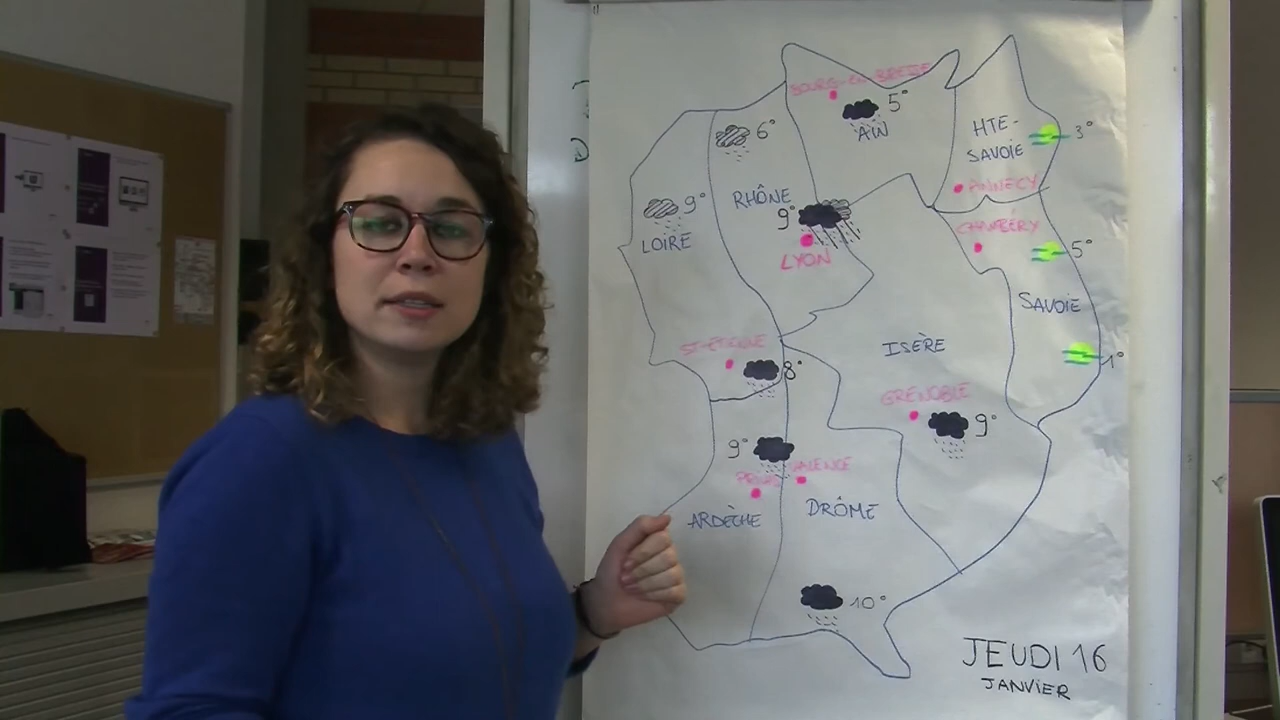 BOURG-EN-BRESSE
5°
AIN
6°
HTE-
SAVOIE
3°
ANNECY
RHÔNE
9°
LOIRE
9°
LYON
CHAMBÉRY
5°
SAVOIE
ST-ETIENNE
8°
ISÈRE
1°
GRENOBLE
9°
9°
PRIVAS
VALENCE
ARDÈCHE
DRÔME
10°
JEUDI 16
JANVIER